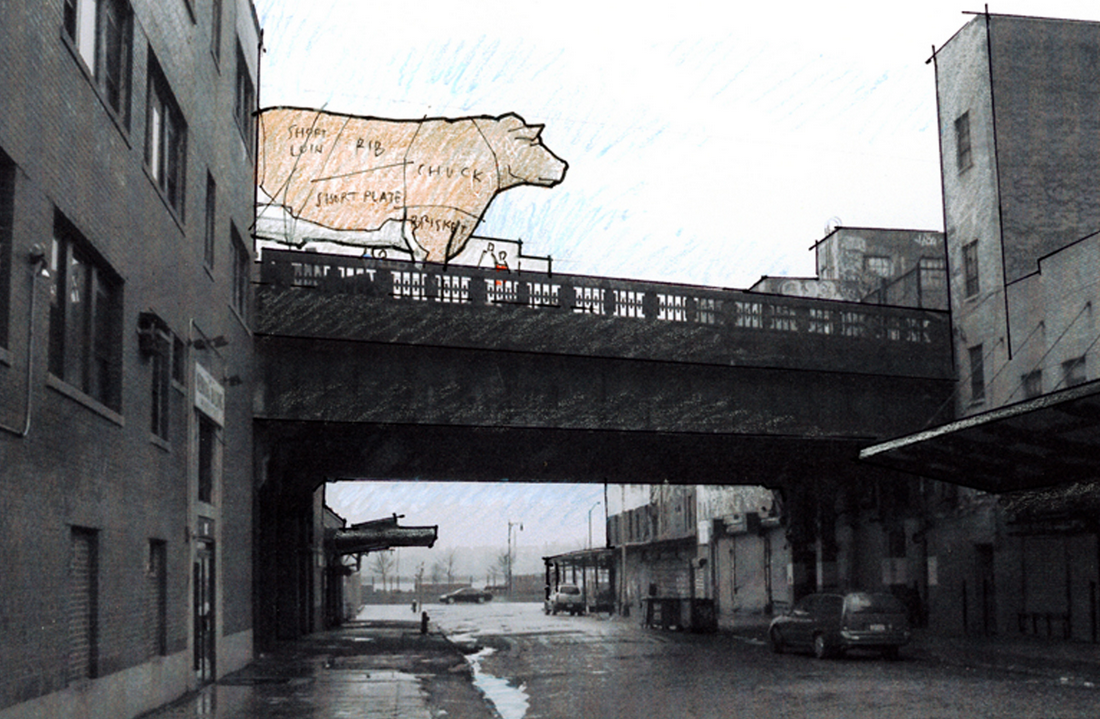 SHORT
LOIN
RIB
CHUCK
SHORT PLATE
BRISKET